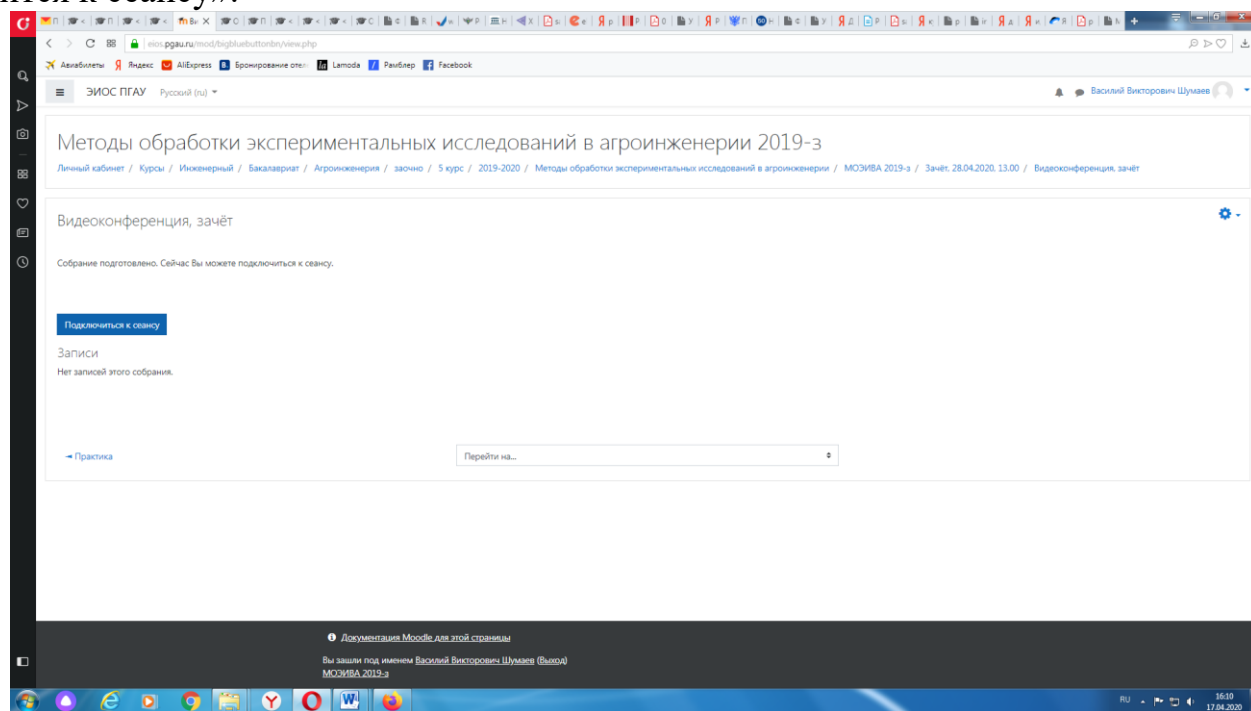 ится к сеансу».
eios.pgau.ru/mod/bigbluebuttonbn/view.php
Авиабилеты Яндекс AliExpress Бронирование отел Lamoda Рамблер Facebook
ЭИОС ПГАУ Русский (ru) Василий Викторович Шумаев
Методы обработки экспериментальных исследований в агроинженерии 2019-з
Личный кабинет / Курсы / Инженерный / Бакалавриат / Агроинженерия / заочно / 5 курс / 2019-2020 / Методы обработки экспериментальных исследований в агроинженерии / МОЭИВА 2019-з / Зачёт, 28.04.2020, 13.00 / Видеоконференция, зачёт
Видеоконференция, зачёт
Собрание подготовлено. Сейчас Вы можете подключиться к сеансу.
Подключиться к сеансу
Записи
Нет записей этого собрания.
◄ Практика
Перейти на...
Документация Moodle для этой страницы
Вы зашли под именем Василий Викторович Шумаев (Выход)
МОЭИВА 2019-з
RU
16:10
17.04.2020